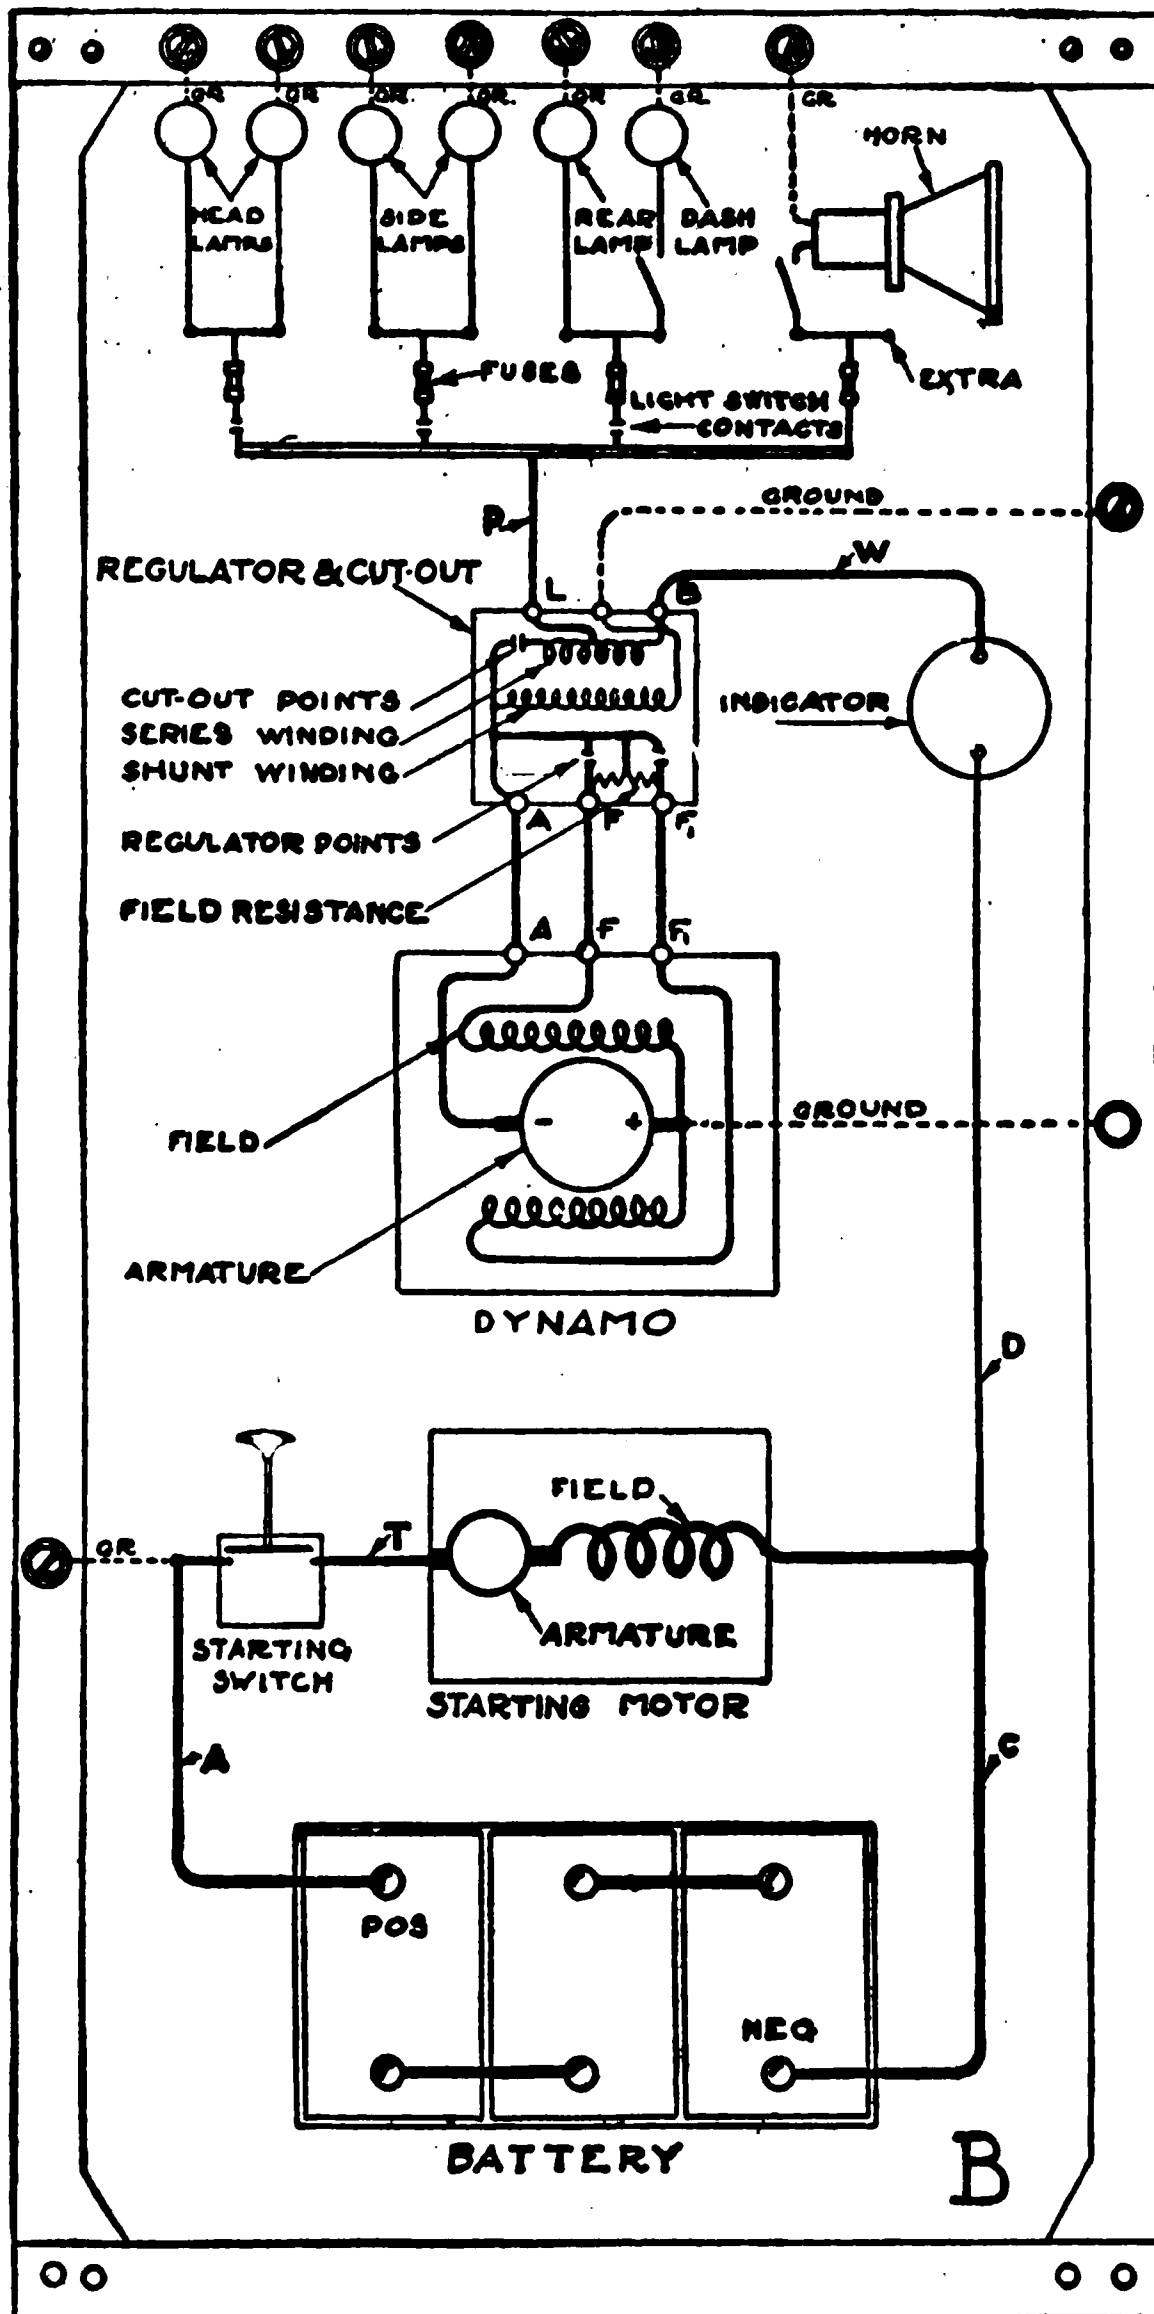 GR GR GR. GR. GR GR. GR
HORN
HEAD LAMPS
SIDE LAMPS
REAR LAMP
DASH LAMP
FUSES
EXTRA
LIGHT SWITCH
CONTACTS
GROUND
P
W
REGULATOR & CUT-OUT
L
B
CUT-OUT POINTS
SERIES WINDING
SHUNT WINDING
INDICATOR
A F F1
REGULATOR POINTS
FIELD RESISTANCE
A F F1
- +
GROUND
FIELD
ARMATURE
DYNAMO
D
FIELD
GR
T
ARMATURE
STARTING
SWITCH
STARTING MOTOR
A
C
POS
NEG
BATTERY
B